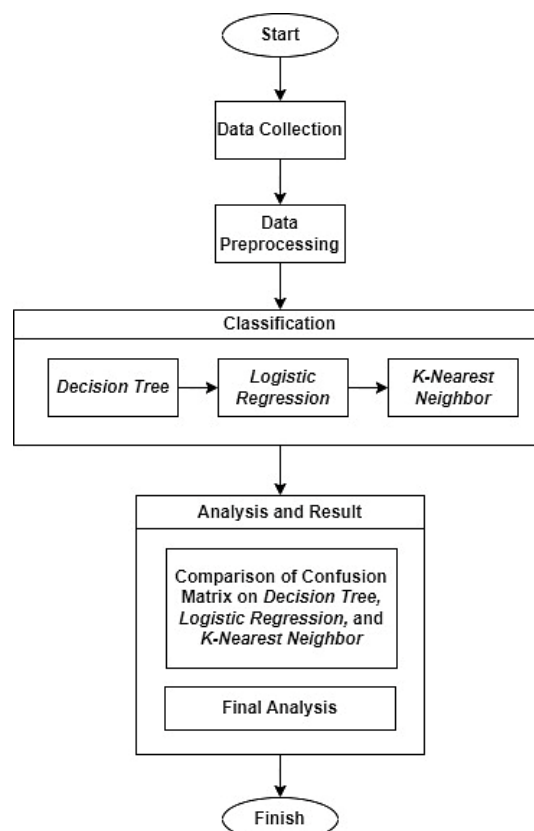 Start
Data Collection
Data
Preprocessing
Classification
Decision Tree
Logistic
Regression
K-Nearest
Neighbor
Analysis and Result
Comparison of Confusion
Matrix on Decision Tree,
Logistic Regression, and
K-Nearest Neighbor
Final Analysis
Finish